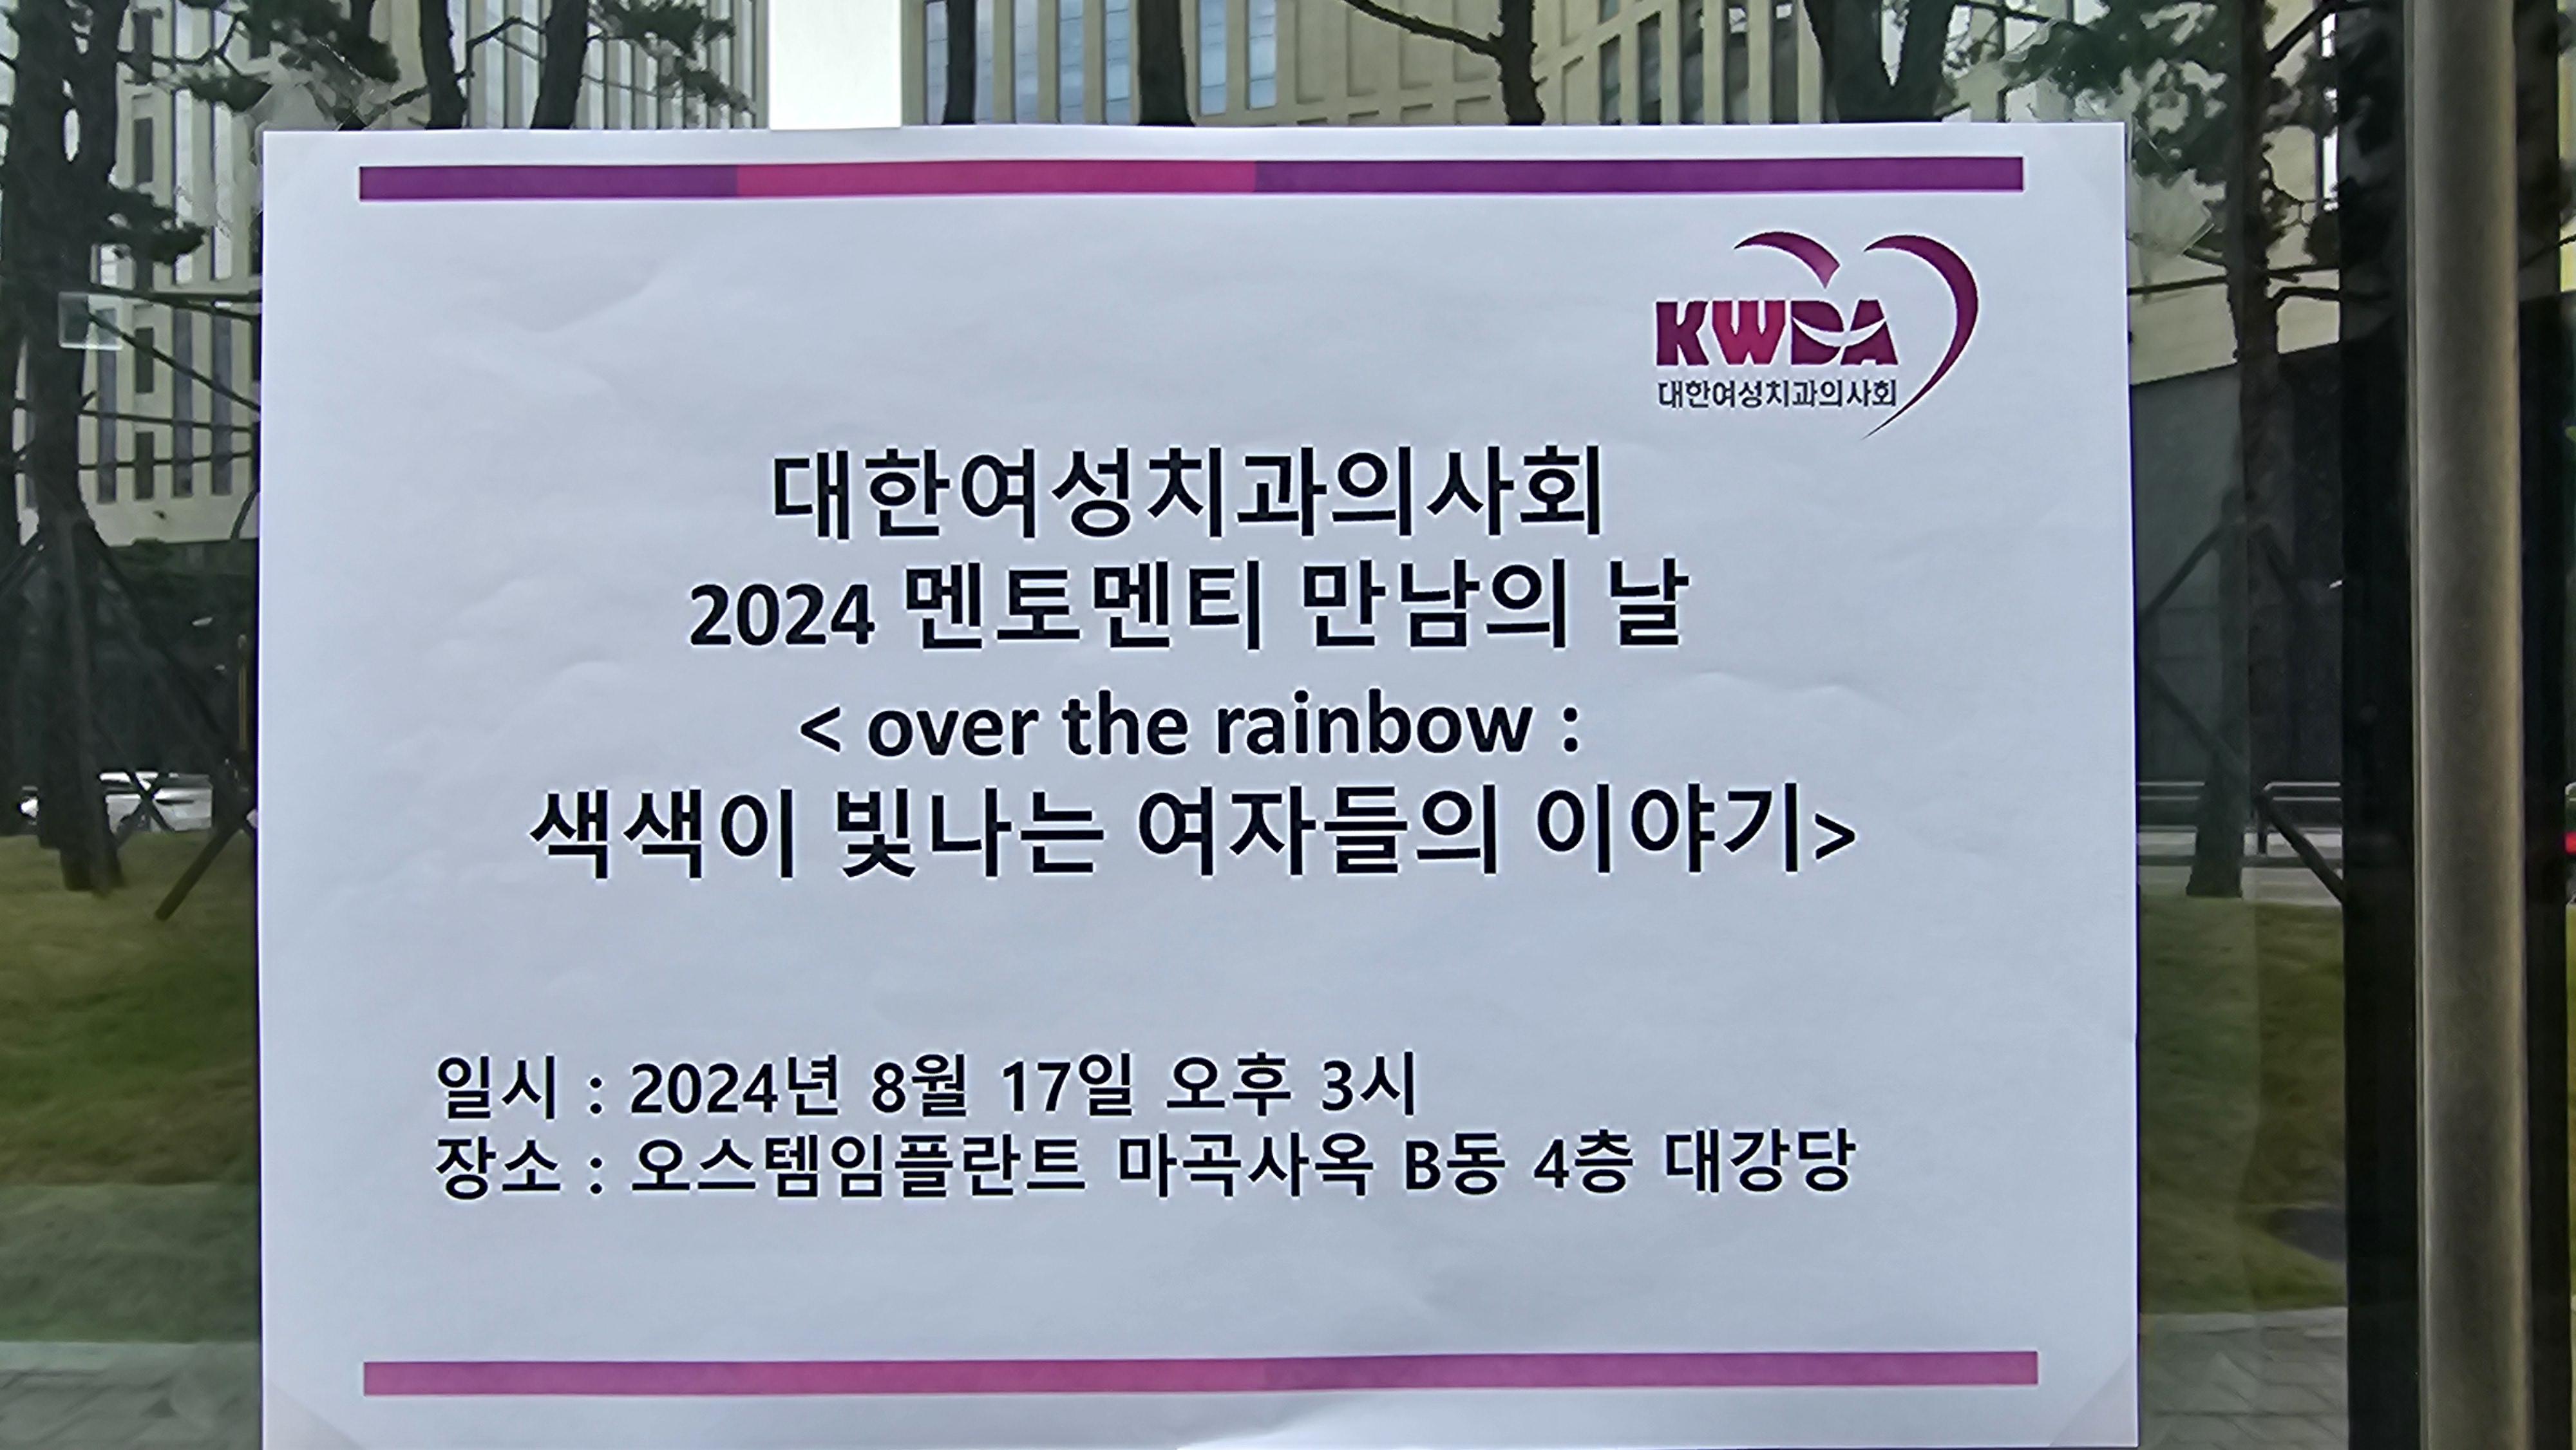 KWDA
대한여성치과의사회
대한여성치과의사회
2024 멘토멘티 만남의 날
< over the rainbow :
색색이 빛나는 여자들의 이야기>
일시 : 2024년 8월 17일 오후 3시
장소 : 오스템임플란트 마곡사옥 B동 4층 대강당